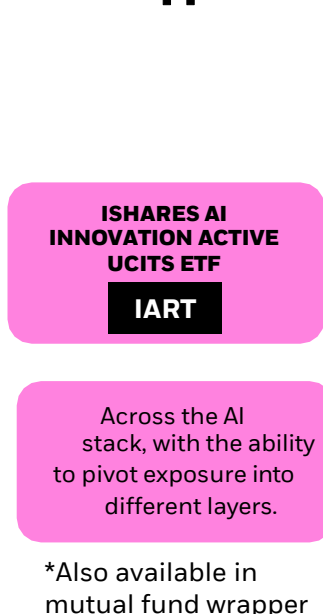 ISHARES AI
INNOVATION ACTIVE
UCITS ETF
IART
Across the AI
stack, with the ability
to pivot exposure into
different layers.
*Also available in
mutual fund wrapper